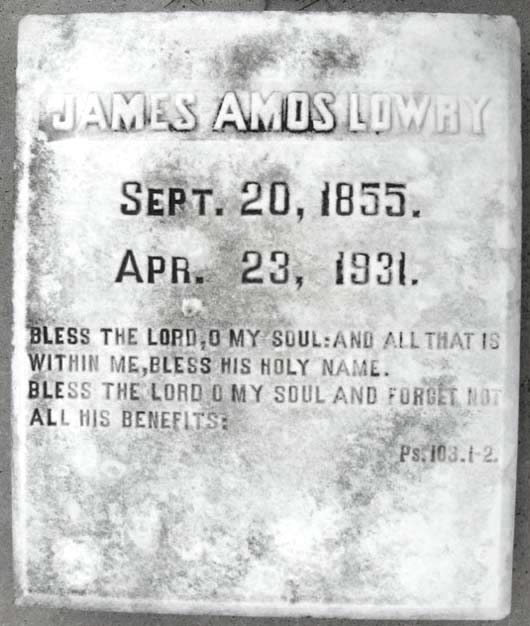 JAMES AMOS LOWRY
SEPT. 20, 1855.
APR. 23, 1931.
BLESS THE LORD,O MY SOUL:AND ALL THAT IS
WITHIN ME,BLESS HIS HOLY NAME.
BLESS THE LORD O MY SOUL AND FORGET NOT
ALL HIS BENEFITS:
Ps.103.1-2.